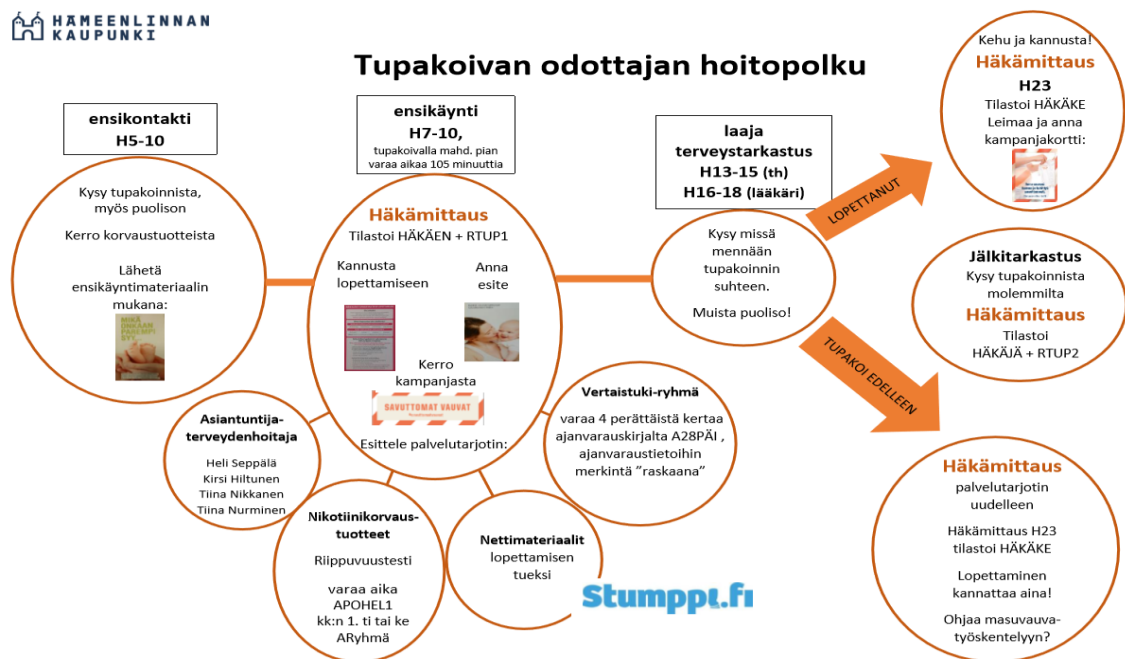 HÄMEENLINNAN
KAUPUNKI
Tupakoivan odottajan hoitopolku
ensikontakti
H5-10
Kysy tupakoinnista,
myös puolison
Kerro korvaustuotteista
Lähetä
ensikäyntimateriaalin
mukana:
MIKÄ
ONKAAN
PAREMPI
SYY...
ensikäynti
H7-10,
tupakoivalla mahd. pian
varaa aikaa 105 minuuttia
Häkämittaus
Tilastoi HÄKÄEN + RTUP1
Kannusta
lopettamiseen
Anna
esite
Kerro
kampanjasta
SAVUTTOMAT VAUVAT
Esittele palvelutarjotin:
Asiantuntija-
terveydenhoitaja
Heli Seppälä
Kirsi Hiltunen
Tiina Nikkanen
Tiina Nurminen
Nikotiinikorvaus-
tuotteet
Riippuvuustesti
varaa aika
APOHEL1
kk:n 1. ti tai ke
ARyhmä
Nettimateriaalit
lopettamisen
tueksi
Stumppi.fi
Vertaistuki-ryhmä
varaa 4 perättäistä kertaa
ajanvarauskirjalta A28PÄI ,
ajanvaraustietoihin
merkintä ”raskaana”
laaja
terveystarkastus
H13-15 (th)
H16-18 (lääkäri)
Kysy missä
mennään
tupakoinnin
suhteen.
Muista puoliso!
LOPETTANUT
Kehu ja kannusta!
Häkämittaus
H23
Tilastoi HÄKÄKE
Leimaa ja anna
kampanjakortti:
Jälkitarkastus
Kysy tupakoinnista
molemmilta
Häkämittaus
Tilastoi
HÄKÄJÄ + RTUP2
TUPAKOI EDELLEEN
Häkämittaus
palvelutarjotin
uudelleen
Häkämittaus H23
tilastoi HÄKÄKE
Lopettaminen
kannattaa aina!
Ohjaa masuvauva-
työskentelyyn?